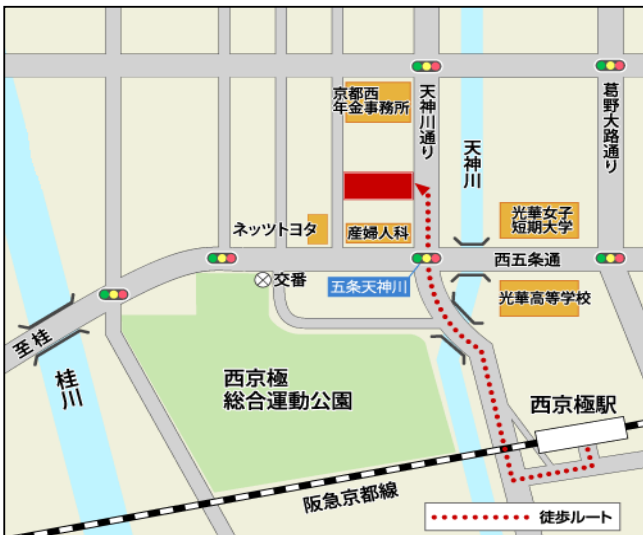 京都西
年金事務所
天神川通り
天神川
葛野大路通り
ネッツトヨタ
産婦人科
光華女子
短期大学
西五条通
交番
五条天神川
光華高等学校
至桂
桂川
西京極
総合運動公園
西京極駅
阪急京都線
徒歩ルート